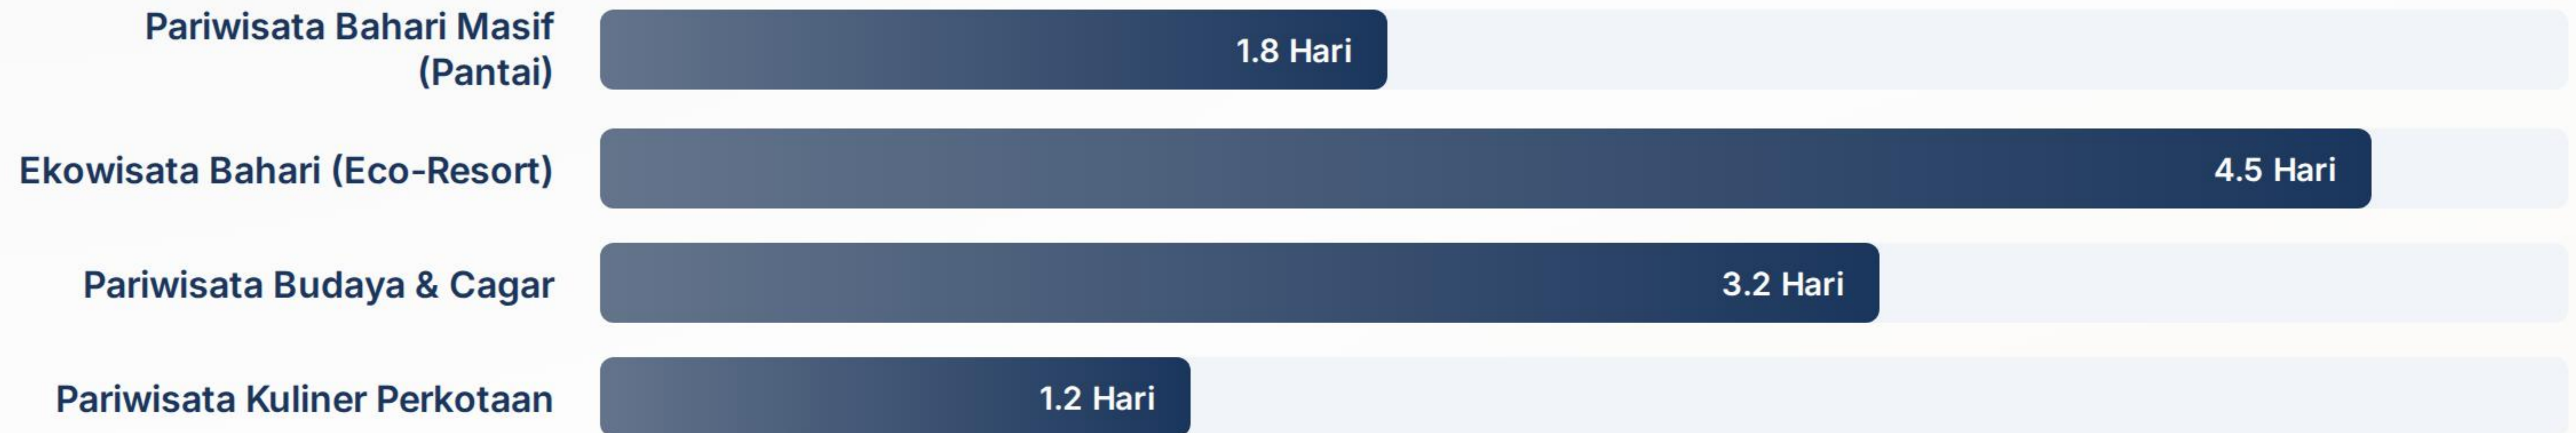 Pariwisata Bahari Masif
(Pantai)
1.8 Hari
Ekowisata Bahari (Eco-Resort)
4.5 Hari
Pariwisata Budaya & Cagar
3.2 Hari
Pariwisata Kuliner Perkotaan
1.2 Hari